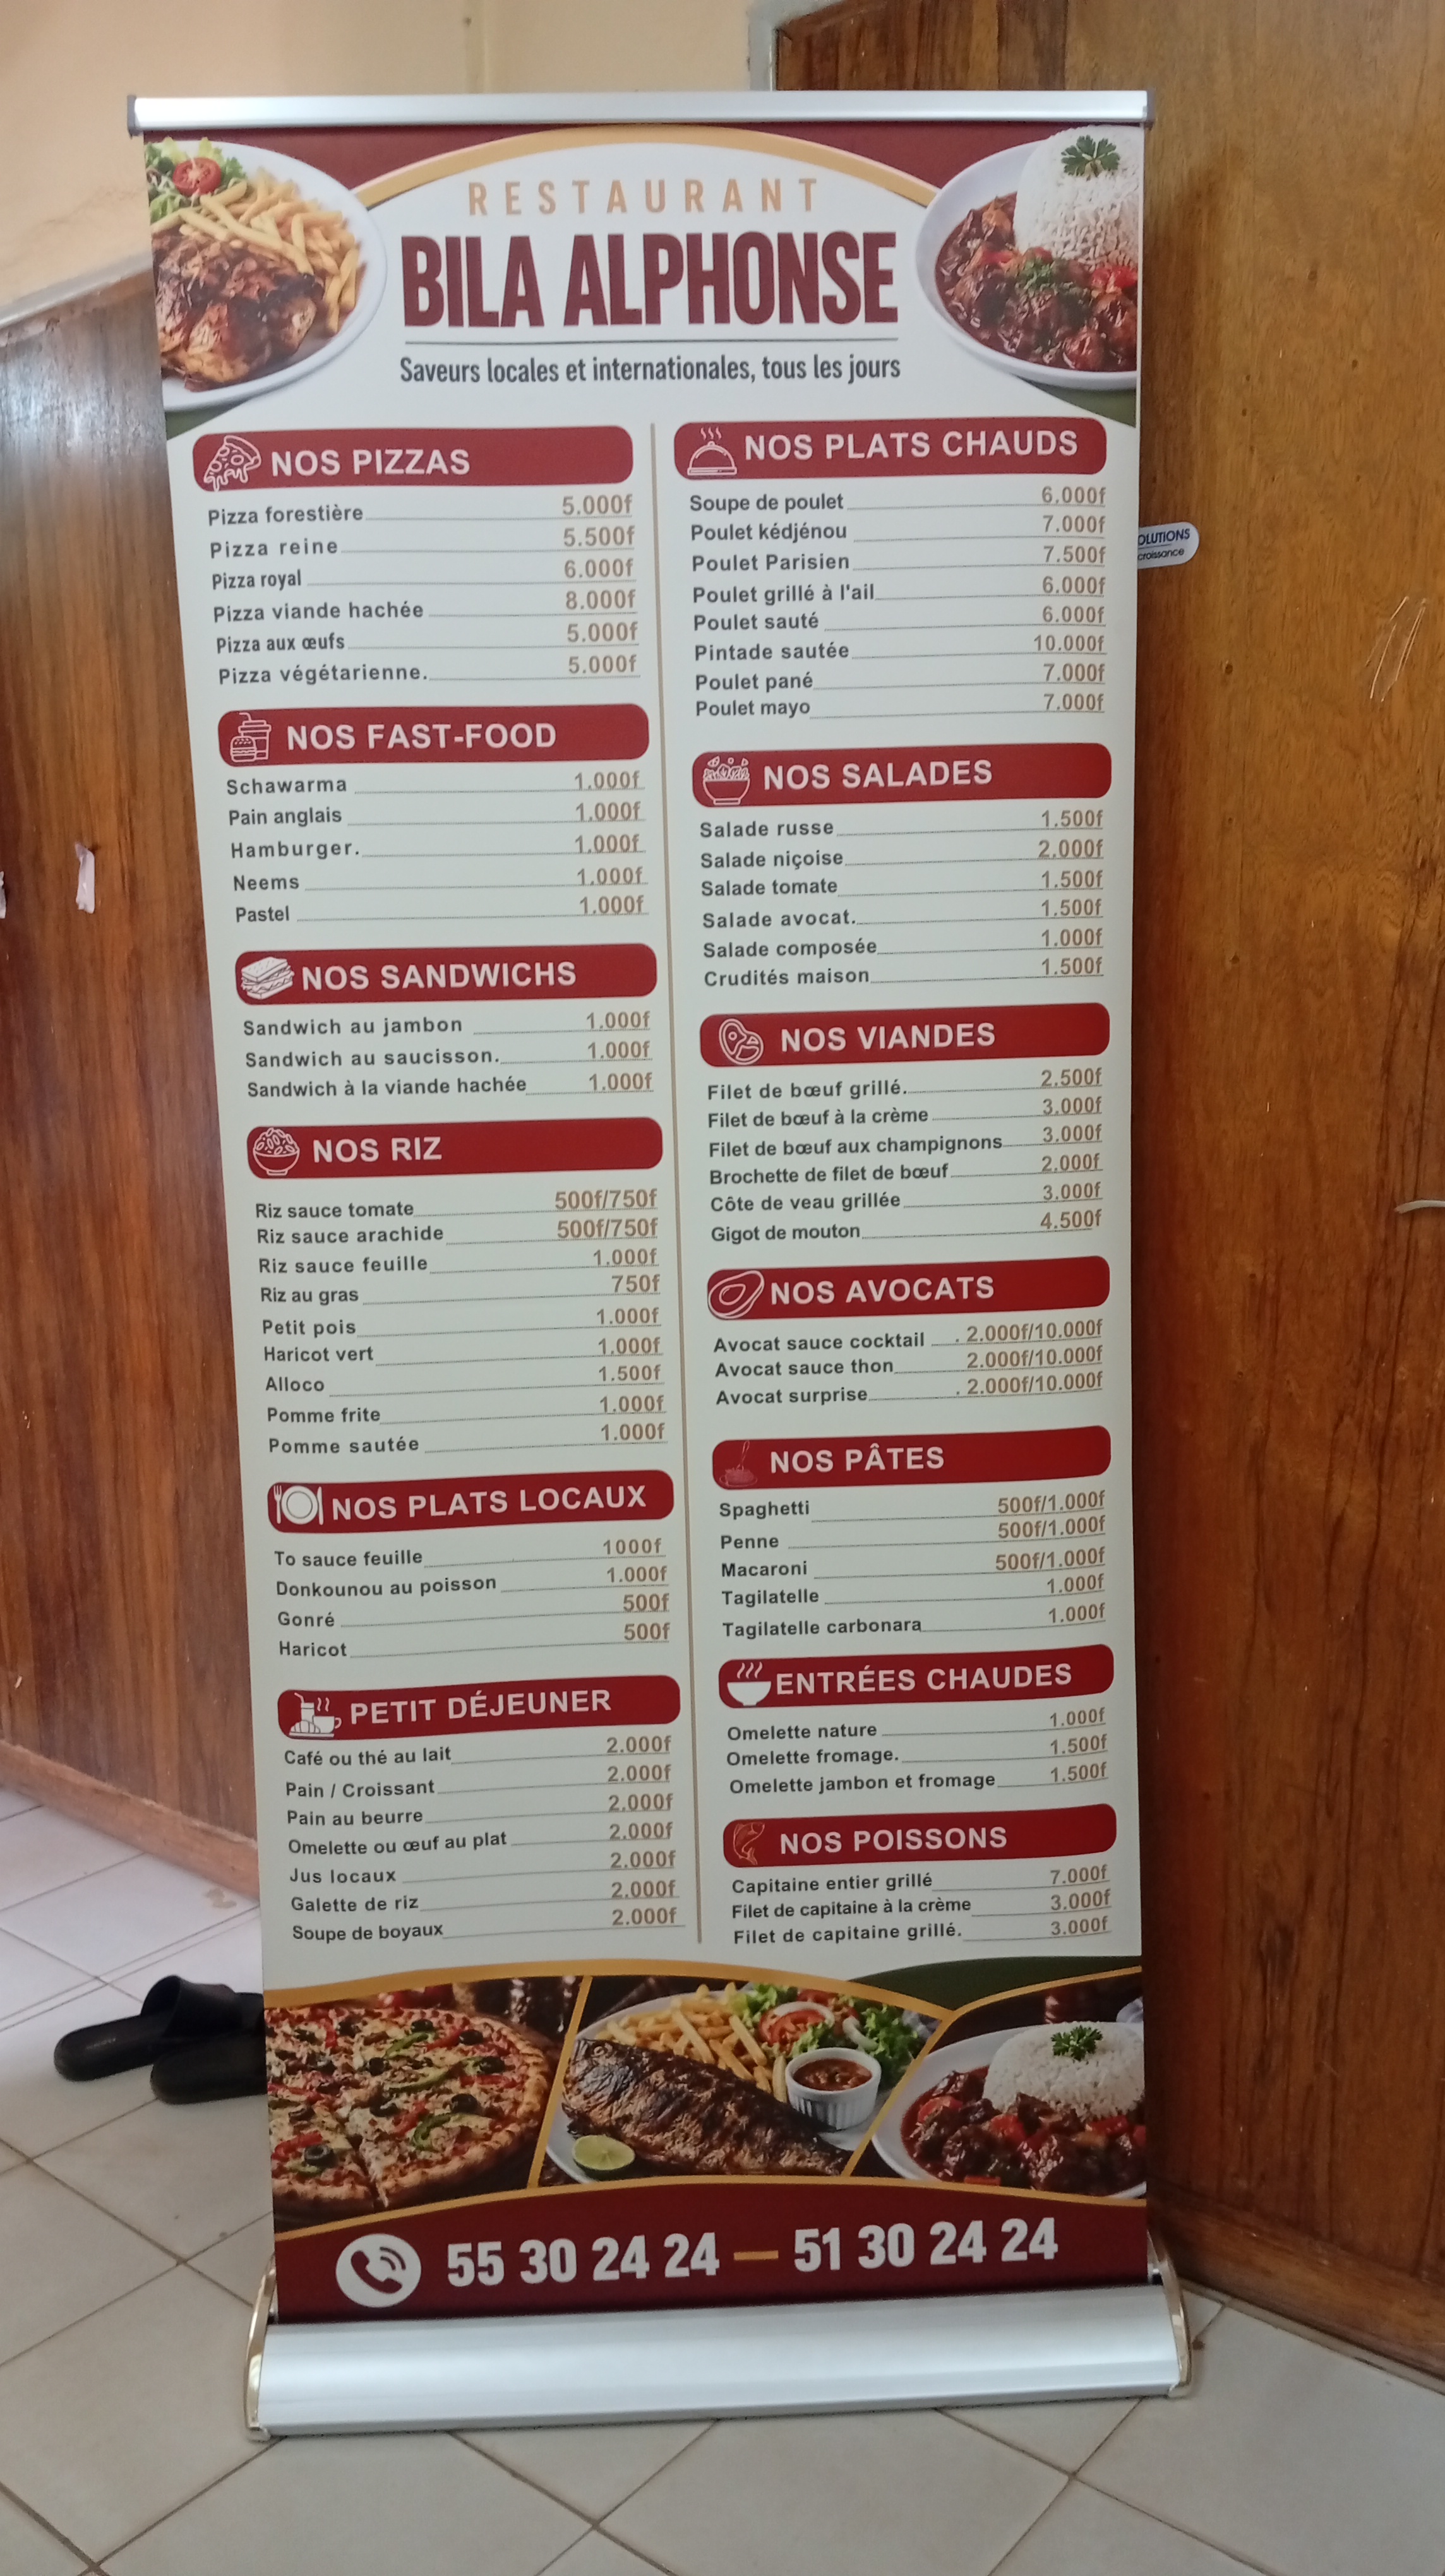 RESTAURANT
BILA ALPHONSE
Saveurs locales et internationales, tous les jours
NOS PIZZAS
Pizza forestière 5.000f
Pizza reine 5.500f
Pizza royal 6.000f
Pizza viande hachée 8.000f
Pizza aux œufs 5.000f
Pizza végétarienne. 5.000f
NOS FAST-FOOD
Schawarma 1.000f
Pain anglais 1.000f
Hamburger. 1.000f
Neems 1.000f
Pastel 1.000f
NOS SANDWICHS
Sandwich au jambon 1.000f
Sandwich au saucisson. 1.000f
Sandwich à la viande hachée 1.000f
NOS RIZ
Riz sauce tomate 500f/750f
Riz sauce arachide 500f/750f
Riz sauce feuille 1.000f
Riz au gras 750f
Petit pois 1.000f
Haricot vert 1.000f
Alloco 1.500f
Pomme frite 1.000f
Pomme sautée 1.000f
NOS PLATS LOCAUX
To sauce feuille 1000f
Donkounou au poisson 1.000f
Gonré 500f
Haricot 500f
PETIT DÉJEUNER
Café ou thé au lait 2.000f
Pain / Croissant 2.000f
Pain au beurre 2.000f
Omelette ou œuf au plat 2.000f
Jus locaux 2.000f
Galette de riz 2.000f
Soupe de boyaux 2.000f
NOS PLATS CHAUDS
Soupe de poulet 6.000f
Poulet kédjénou 7.000f
Poulet Parisien 7.500f
Poulet grillé à l'ail 6.000f
Poulet sauté 6.000f
Pintade sautée 10.000f
Poulet pané 7.000f
Poulet mayo 7.000f
NOS SALADES
Salade russe 1.500f
Salade niçoise 2.000f
Salade tomate 1.500f
Salade avocat. 1.500f
Salade composée 1.000f
Crudités maison 1.500f
NOS VIANDES
Filet de bœuf grillé. 2.500f
Filet de bœuf à la crème 3.000f
Filet de bœuf aux champignons 3.000f
Brochette de filet de bœuf 2.000f
Côte de veau grillée 3.000f
Gigot de mouton 4.500f
NOS AVOCATS
Avocat sauce cocktail . 2.000f/10.000f
Avocat sauce thon 2.000f/10.000f
Avocat surprise . 2.000f/10.000f
NOS PÂTES
Spaghetti 500f/1.000f
Penne 500f/1.000f
Macaroni 500f/1.000f
Tagilatelle 1.000f
Tagilatelle carbonara 1.000f
ENTRÉES CHAUDES
Omelette nature 1.000f
Omelette fromage. 1.500f
Omelette jambon et fromage 1.500f
NOS POISSONS
Capitaine entier grillé 7.000f
Filet de capitaine à la crème 3.000f
Filet de capitaine grillé. 3.000f
55 30 24 24 — 51 30 24 24
OLUTIONS
croissance